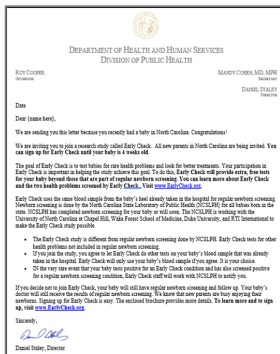 DEPARTMENT OF HEALTH AND HUMAN SERVICES
DIVISION OF PUBLIC HEALTH
ROY COOPER
GOVERNOR
MANDY COHEN, MD, MPH
SECRETARY
DANIEL STALEY
DIRECTOR
Date
Dear (name here),
We are sending you this letter because you recently had a baby in North Carolina. Congratulations!
We are inviting you to join a research study called Early Check. All new parents in North Carolina are being invited. You
can sign up for Early Check until your baby is 4 weeks old.
The goal of Early Check is to test babies for rare health problems and look for better treatments. Your participation in
Early Check is important in helping the study achieve this goal. To do this, Early Check will provide extra, free tests
for your baby beyond those that are part of regular newborn screening. You can learn more about Early Check
and the two health problems screened by Early Check. Visit www.EarlyCheck.org.
Early Check uses the same blood sample from the baby's heel already taken in the hospital for regular newborn screening.
Newborn screening is done by the North Carolina State Laboratory of Public Health (NCSLPH) for all babies born in the
state. NCSLPH has completed newborn screening for your baby or will soon. The NCSLPH is working with the
University of North Carolina at Chapel Hill, Wake Forest School of Medicine, Duke University, and RTI International to
make the Early Check study possible.
• The Early Check study is different from regular newborn screening done by NCSLPH. Early Check tests for other
health problems not included in regular newborn screening.
• If you join the study, you agree to let Early Check do other tests on your baby's blood sample that was already
taken in the hospital. Early Check will only use your baby's blood sample if you agree. It is your choice.
• IN the very rare event that your baby tests positive for an Early Check condition and has also screened positive
for a regular newborn screening condition, Early Check staff will work with NCSLPH to notify you.
If you decide not to join Early Check, your baby will still have regular newborn screening and follow up. Your baby's
doctor will still receive the results of regular newborn screening. We know that new parents are busy enjoying their
newborns. Signing up for Early Check is easy. The enclosed brochure provides more details. To learn more and to sign
up, visit www.EarlyCheck.org.
Sincerely,
Daniel Staley, Director